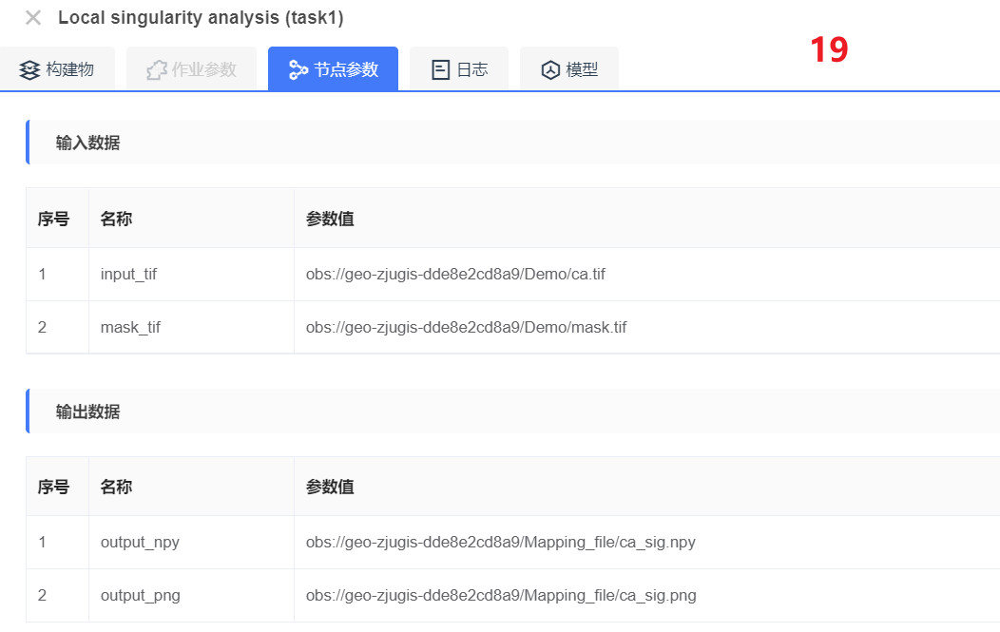 Local singularity analysis (task1)
19
构建物 作业参数 节点参数 日志 模型
输入数据
序号 名称 参数值
1 input_tif obs://geo-zjugis-dde8e2cd8a9/Demo/ca.tif
2 mask_tif obs://geo-zjugis-dde8e2cd8a9/Demo/mask.tif
输出数据
序号 名称 参数值
1 output_npy obs://geo-zjugis-dde8e2cd8a9/Mapping_file/ca_sig.npy
2 output_png obs://geo-zjugis-dde8e2cd8a9/Mapping_file/ca_sig.png